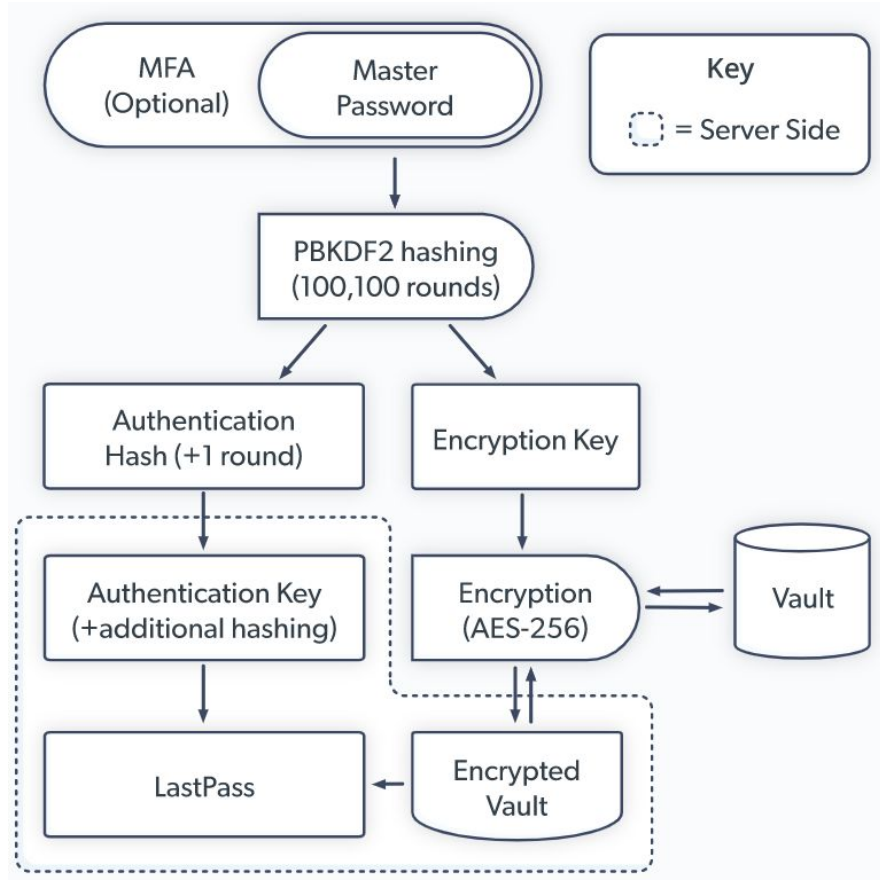 MFA
(Optional)
Master
Password
Key
= Server Side
PBKDF2 hashing
(100,100 rounds)
Authentication
Hash (+1 round)
Encryption Key
Authentication Key
(+additional hashing)
Encryption
(AES-256)
Vault
LastPass
Encrypted
Vault